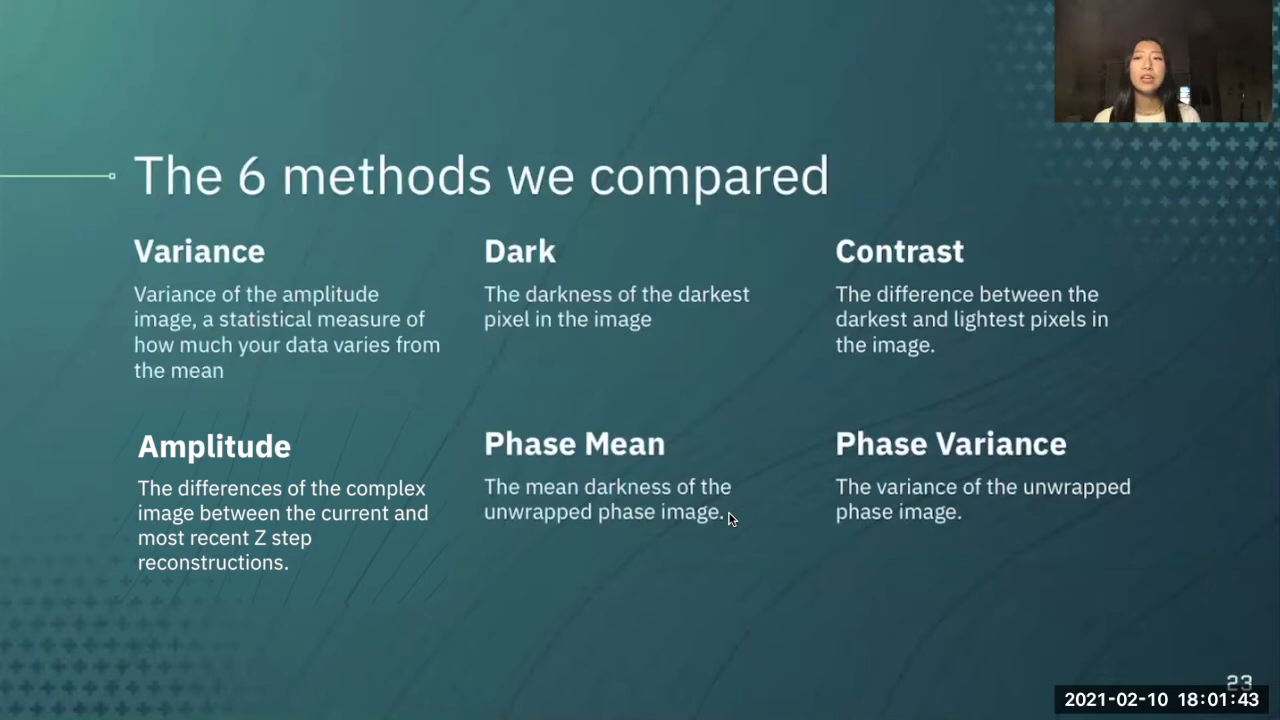 The 6 methods we compared
Variance
Variance of the amplitude
image, a statistical measure of
how much your data varies from
the mean
Dark
The darkness of the darkest
pixel in the image
Contrast
The difference between the
darkest and lightest pixels in
the image.
Amplitude
The differences of the complex
image between the current and
most recent Z step
reconstructions.
Phase Mean
The mean darkness of the
unwrapped phase image.
Phase Variance
The variance of the unwrapped
phase image.
23
2021-02-10 18:01:43